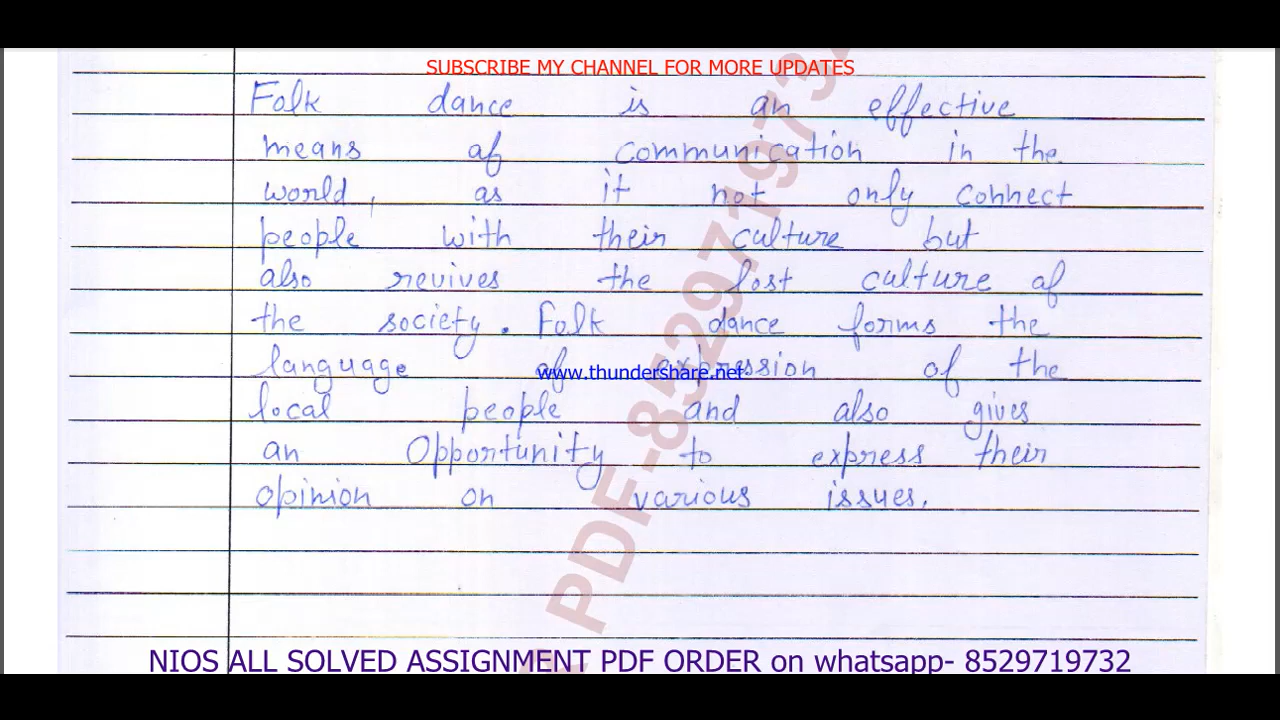 SUBSCRIBE MY CHANNEL FOR MORE UPDATES
Folk dance is an effective
means of communication in the
world, as it not only connect
people with their culture but
also revives the lost culture of
the society. Folk dance forms the
language of expression of the
www.thundershare.net
local people and also gives
an Opportunity to express their
opinion on various issues.
PDF-8529719732
NIOS ALL SOLVED ASSIGNMENT PDF ORDER on whatsapp- 8529719732